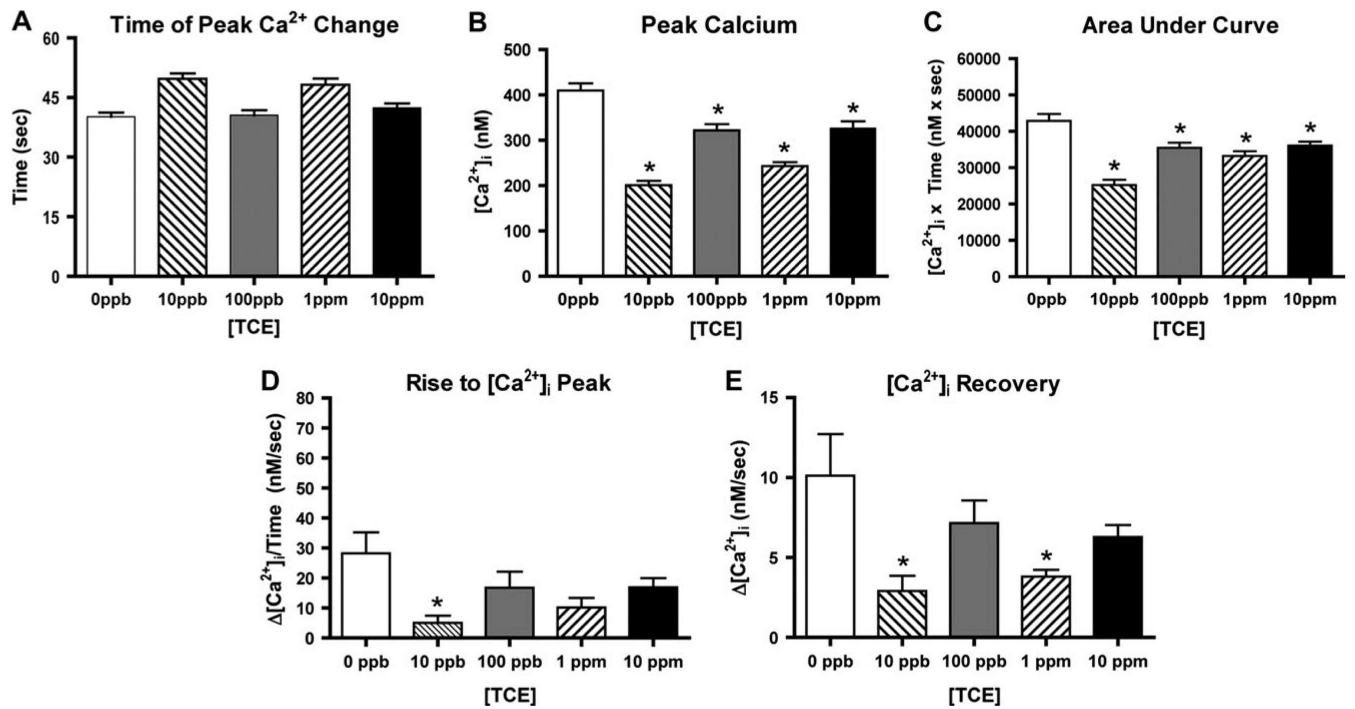 A
Time of Peak Ca²⁺ Change
Time (sec)
60
45
30
15
0
0ppb 10ppb 100ppb 1ppm 10ppm
[TCE]
B
Peak Calcium
[Ca²⁺]ᵢ (nM)
500
400
300
200
100
0
* * * *
0ppb 10ppb 100ppb 1ppm 10ppm
[TCE]
C
Area Under Curve
[Ca²⁺]ᵢ x Time (nM x sec)
60000
50000
40000
30000
20000
10000
0
* * * *
0ppb 10ppb 100ppb 1ppm 10ppm
[TCE]
D
Rise to [Ca²⁺]ᵢ Peak
Δ[Ca²⁺]ᵢ/Time (nM/sec)
80
70
60
50
40
30
20
10
0
*
0 ppb 10 ppb 100 ppb 1 ppm 10 ppm
[TCE]
E
[Ca²⁺]ᵢ Recovery
Δ[Ca²⁺]ᵢ (nM/sec)
15
10
5
0
* *
0 ppb 10 ppb 100 ppb 1 ppm 10 ppm
[TCE]